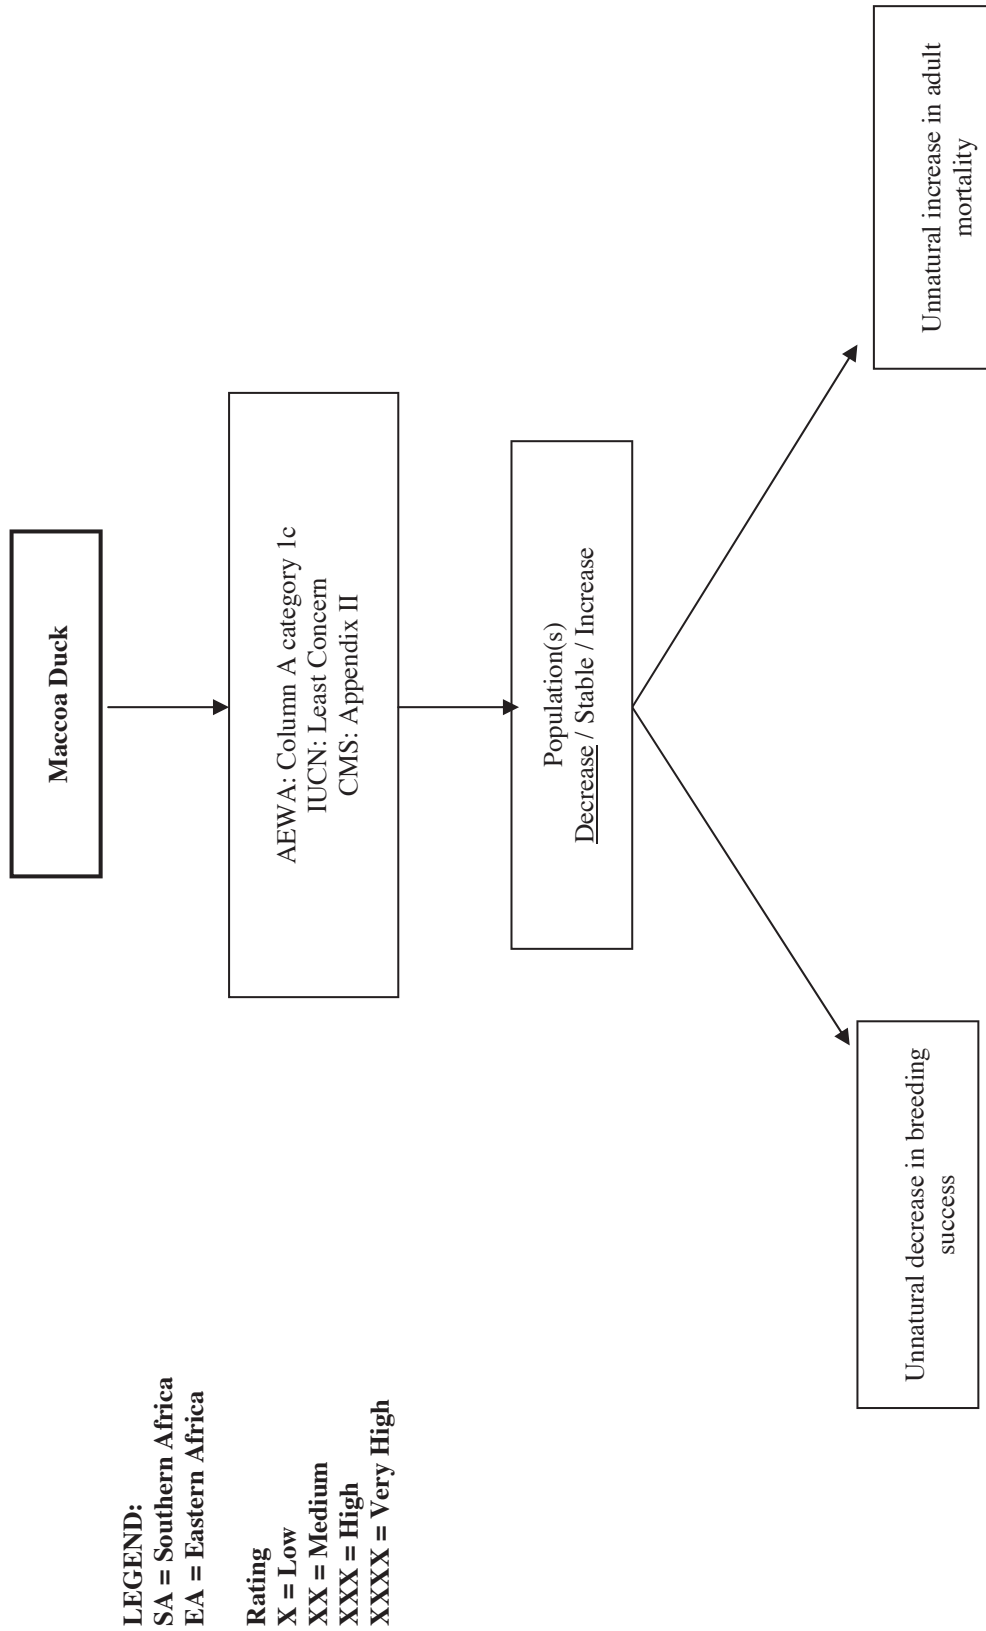 Maccoa Duck
LEGEND:
SA = Southern Africa
EA = Eastern Africa
Rating
X = Low
XX = Medium
XXX = High
XXXX = Very High
AEWA: Column A category 1c
IUCN: Least Concern
CMS: Appendix II
Population(s)
Decrease / Stable / Increase
Unnatural decrease in breeding
success
Unnatural increase in adult
mortality